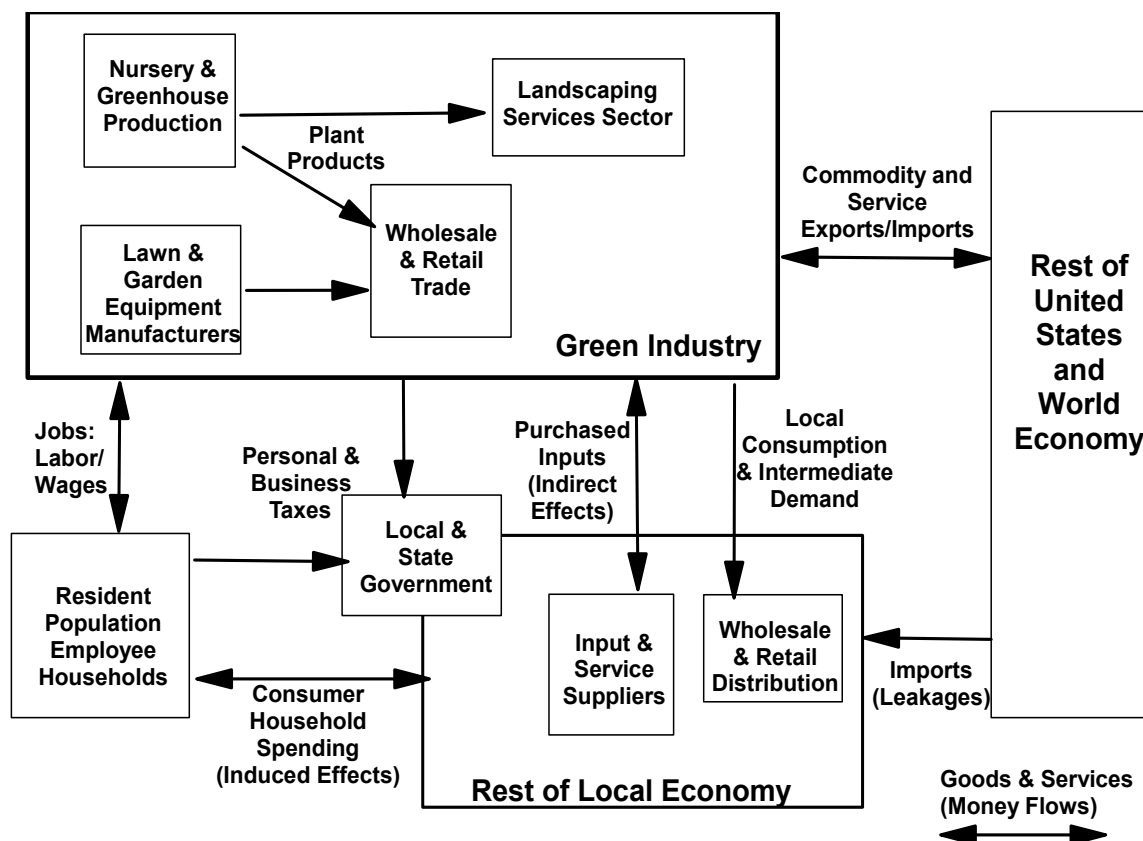 Nursery &
Greenhouse
Production
Landscaping
Services Sector
Plant
Products
Wholesale
& Retail
Trade
Lawn &
Garden
Equipment
Manufacturers
Green Industry
Commodity and
Service
Exports/Imports
Rest of
United
States
and
World
Economy
Jobs:
Labor/
Wages
Personal &
Business
Taxes
Purchased
Inputs
(Indirect
Effects)
Local
Consumption
& Intermediate
Demand
Local &
State
Government
Resident
Population
Employee
Households
Input &
Service
Suppliers
Wholesale
& Retail
Distribution
Imports
(Leakages)
Consumer
Household
Spending
(Induced Effects)
Rest of Local Economy
Goods & Services
(Money Flows)